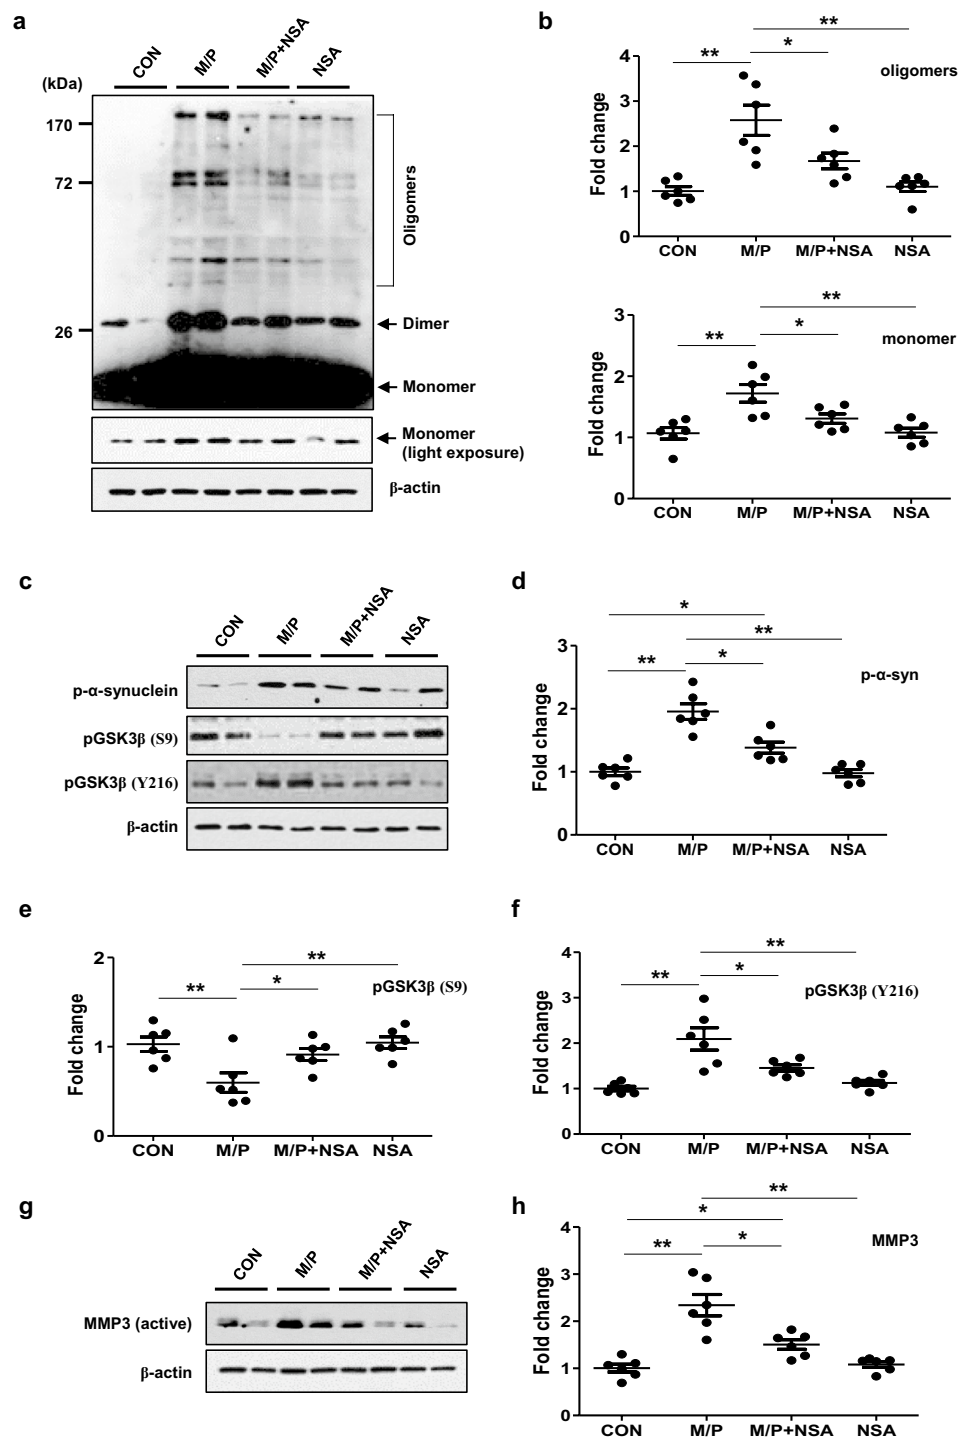 a
CON
M/P
M/P+NSA
NSA
(kDa)
170
72
26
Oligomers
Dimer
Monomer
Monomer
(light exposure)
β-actin
b
**
**
*
oligomers
Fold change
4
3
2
1
0
CON
M/P
M/P+NSA
NSA
**
**
*
monomer
Fold change
3
2
1
0
CON
M/P
M/P+NSA
NSA
c
CON
M/P
M/P+NSA
NSA
p-α-synuclein
pGSK3β (S9)
pGSK3β (Y216)
β-actin
d
*
**
**
*
p-α-syn
Fold change
3
2
1
0
CON
M/P
M/P+NSA
NSA
e
**
**
*
pGSK3β (S9)
Fold change
2
1
0
CON
M/P
M/P+NSA
NSA
f
**
**
*
pGSK3β (Y216)
Fold change
4
3
2
1
0
CON
M/P
M/P+NSA
NSA
g
CON
M/P
M/P+NSA
NSA
MMP3 (active)
β-actin
h
**
*
**
*
MMP3
Fold change
4
3
2
1
0
CON
M/P
M/P+NSA
NSA